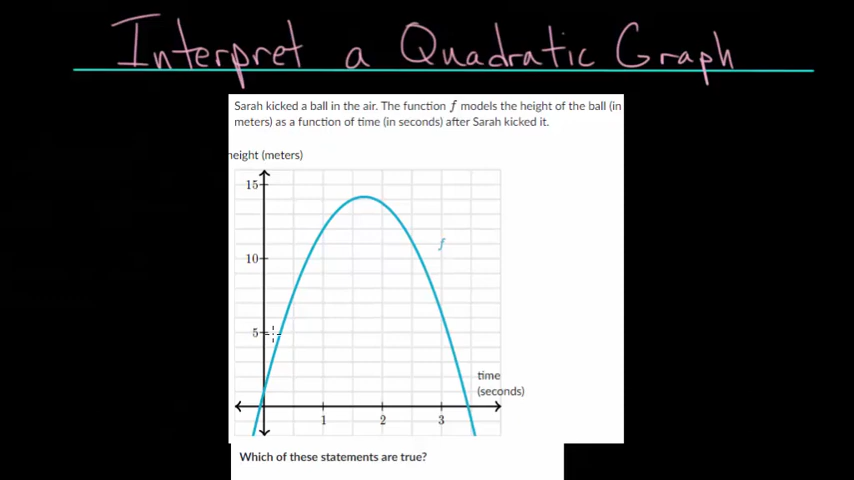 Interpret a Quadratic Graph
Sarah kicked a ball in the air. The function f models the height of the ball (in
meters) as a function of time (in seconds) after Sarah kicked it.
eight (meters)
15
f
10
5
time
(seconds)
1 2 3
Which of these statements are true?